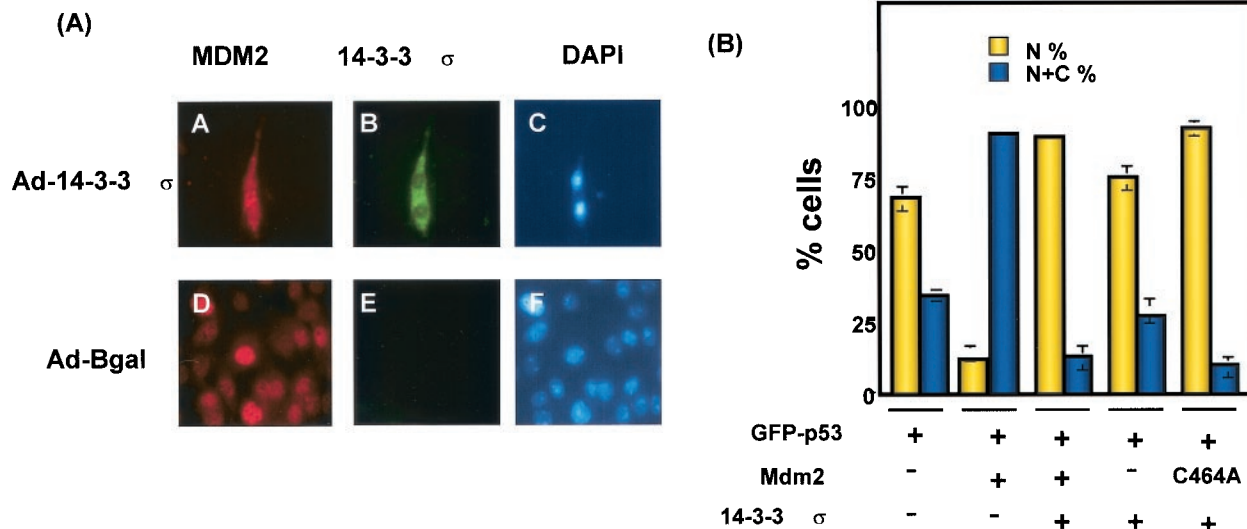 (A)
MDM2 14-3-3 σ DAPI
Ad-14-3-3 σ
A B C
Ad-Bgal
D E F
(B)
N %
N+C %
% cells
100
75
50
25
0
GFP-p53 + + + + +
Mdm2 - + + - C464A
14-3-3 σ - - + + +